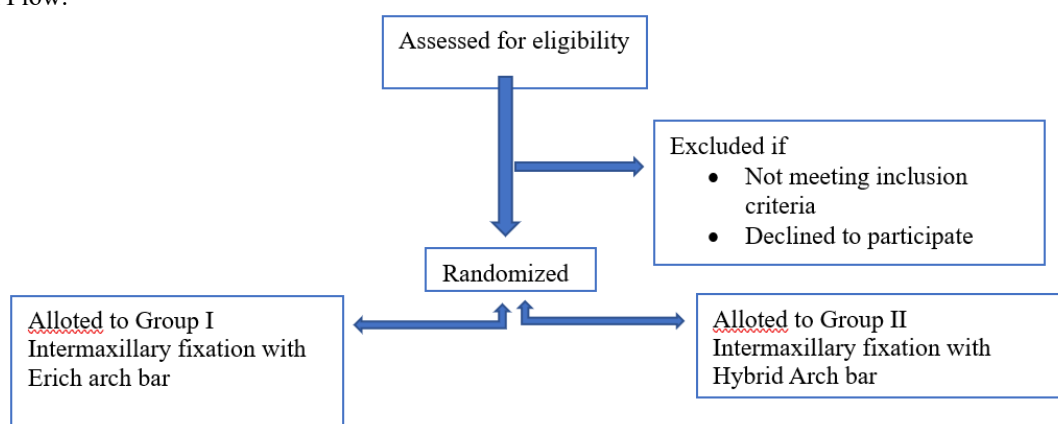 Flow:
Assessed for eligibility
Excluded if
• Not meeting inclusion
criteria
• Declined to participate
Randomized
Alloted to Group I
Intermaxillary fixation with
Erich arch bar
Alloted to Group II
Intermaxillary fixation with
Hybrid Arch bar